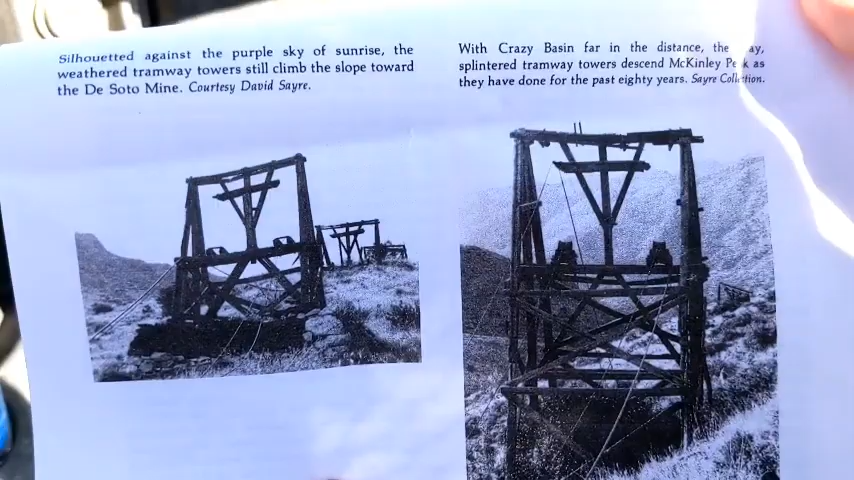 Silhouetted against the purple sky of sunrise, the
weathered tramway towers still climb the slope toward
the De Soto Mine. Courtesy David Sayre.
With Crazy Basin far in the distance, the ay,
splintered tramway towers descend McKinley Peak as
they have done for the past eighty years. Sayre Collection.